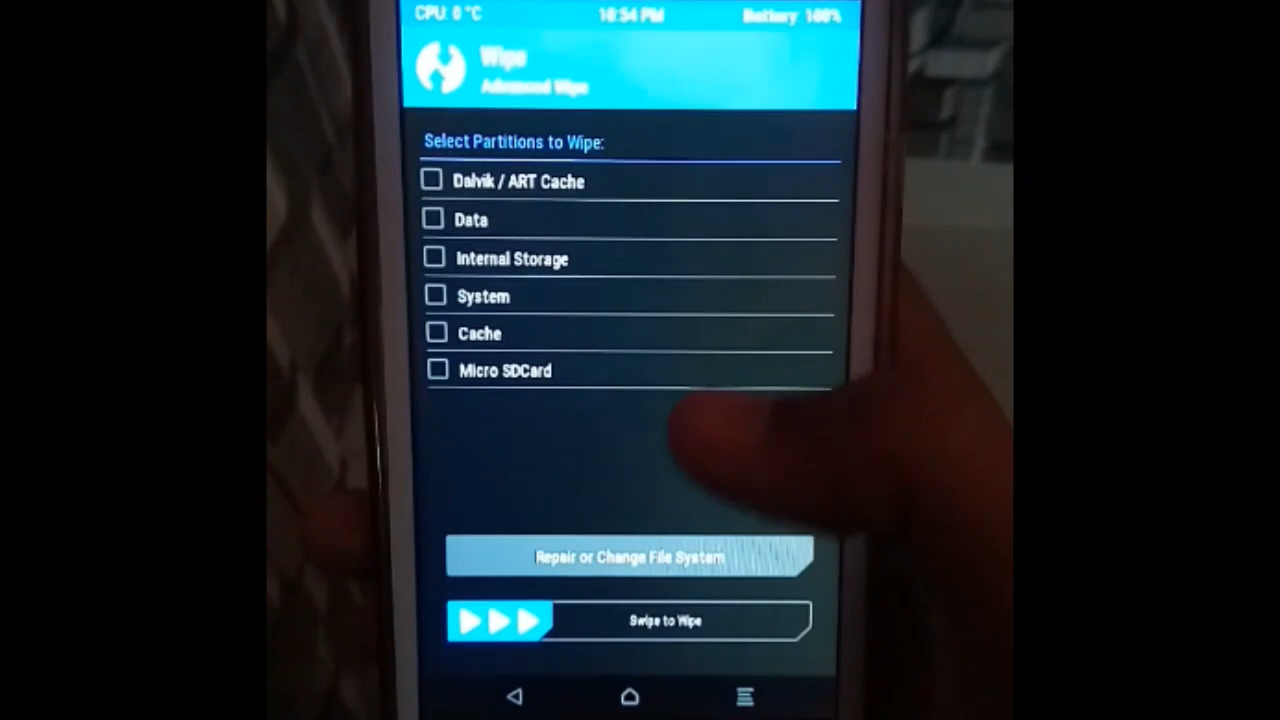 CPU: 0 °C 10:54 PM Battery 100%
Wipe
Advanced Wipe
Select Partitions to Wipe:
Dalvik / ART Cache
Data
Internal Storage
System
Cache
Micro SDCard
Repair or Change File System
Swipe to Wipe